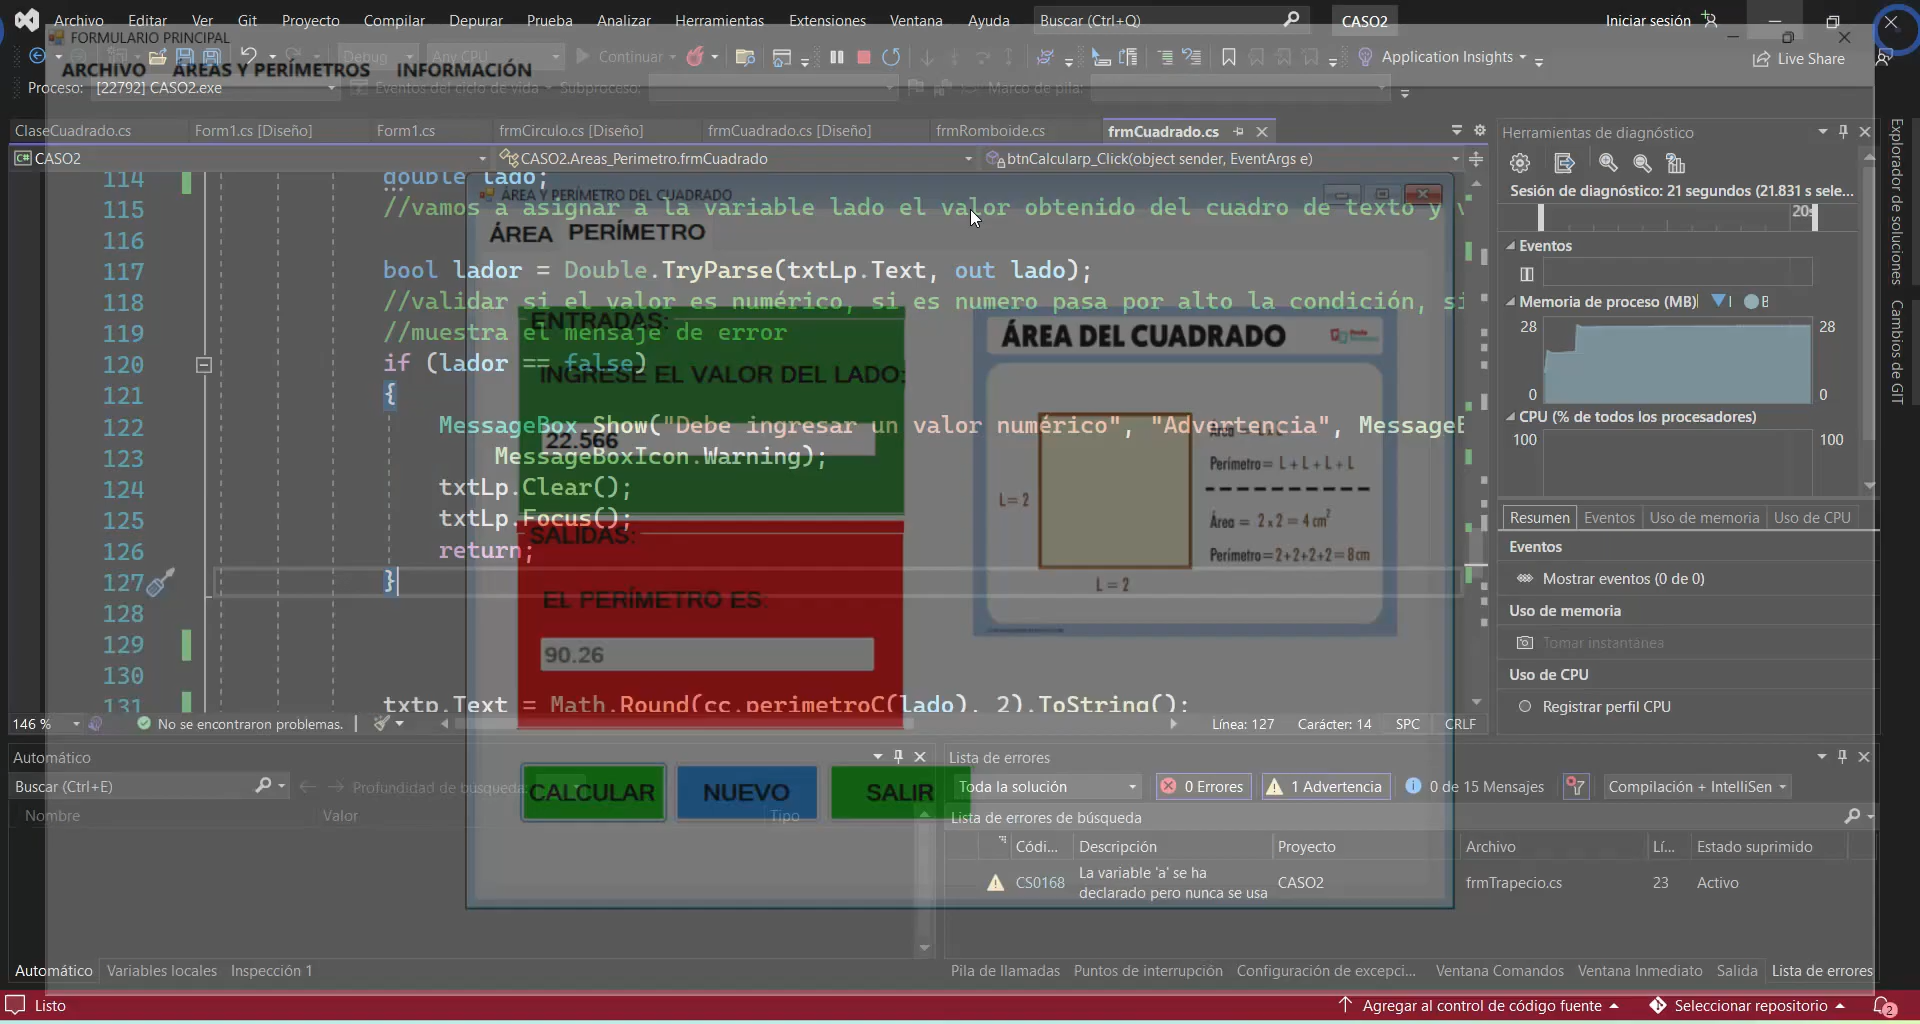 Archivo Editar Ver Git Proyecto Compilar Depurar Prueba Analizar Herramientas Extensiones Ventana Ayuda Buscar (Ctrl+Q) CASO2 Iniciar sesión
FORMULARIO PRINCIPAL
Debug Any CPU Continuar Application Insights Live Share
ARCHIVO ÁREAS Y PERÍMETROS INFORMACIÓN
Proceso: [22792] CASO2.exe Eventos del ciclo de vida Subproceso: Marco de pila:
ClaseCuadrado.cs Form1.cs [Diseño] Form1.cs frmCirculo.cs [Diseño] frmCuadrado.cs [Diseño] frmRomboide.cs frmCuadrado.cs
CASO2 CASO2.Areas_Perimetro.frmCuadrado btnCalcularp_Click(object sender, EventArgs e)
114 double lado;
ÁREA Y PERÍMETRO DEL CUADRADO
115 //vamos a asignar a la variable lado el valor obtenido del cuadro de texto y
ÁREA PERÍMETRO
116
117 bool lador = Double.TryParse(txtLp.Text, out lado);
118 //validar si el valor es numérico, si es numero pasa por alto la condición, si
119 //muestra el mensaje de error
120 if (lador == false)
121 {
122 MessageBox.Show("Debe ingresar un valor numérico", "Advertencia", MessageB
123 MessageBoxIcon.Warning);
124 txtLp.Clear();
125 txtLp.Focus();
126 return;
127 }
128
129
130
131 txtp.Text = Math.Round(cc.perimetroC(lado), 2).ToString();
ENTRADAS:
INGRESE EL VALOR DEL LADO:
22.566
SALIDAS:
EL PERÍMETRO ES:
90.26
CALCULAR NUEVO SALIR
ÁREA DEL CUADRADO
Perímetro= L+L+L+L
L= 2
Área = 2x2 = 4 cm²
Perímetro=2+2+2+2=8cm
L= 2
146 % No se encontraron problemas. Línea: 127 Carácter: 14 SPC CRLF
Herramientas de diagnóstico
Sesión de diagnóstico: 21 segundos (21.831 s sele...
20s
Eventos
Memoria de proceso (MB)
28 28
0 0
CPU (% de todos los procesadores)
100 100
Resumen Eventos Uso de memoria Uso de CPU
Eventos
Mostrar eventos (0 de 0)
Uso de memoria
Tomar instantánea
Uso de CPU
Registrar perfil CPU
Explorador de soluciones
Cambios de GIT
Automático
Buscar (Ctrl+E) Profundidad de búsqueda:
Nombre Valor Tipo
Automático Variables locales Inspección 1
Lista de errores
Toda la solución 0 Errores 1 Advertencia 0 de 15 Mensajes Compilación + IntelliSen
Lista de errores de búsqueda
Códi... Descripción Proyecto Archivo Lí... Estado suprimido
CS0168 La variable 'a' se ha declarado pero nunca se usa CASO2 frmTrapecio.cs 23 Activo
Pila de llamadas Puntos de interrupción Configuración de excepci... Ventana Comandos Ventana Inmediato Salida Lista de errores
Listo Agregar al control de código fuente Seleccionar repositorio 2